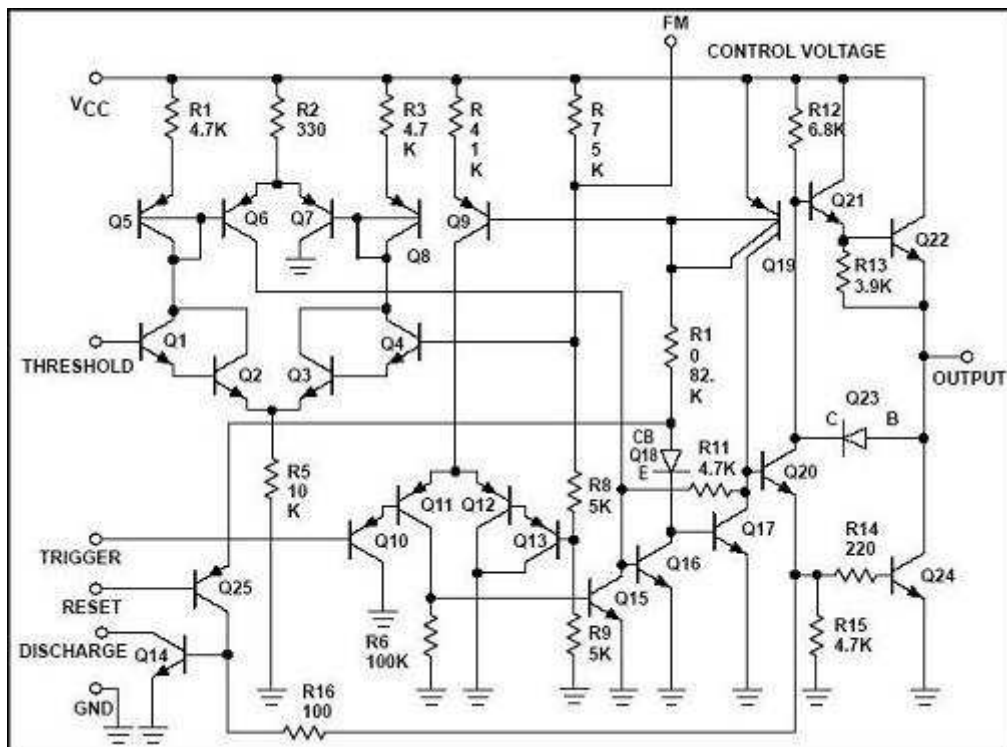 FM
CONTROL VOLTAGE
VCC
R1
4.7K
R2
330
R3
4.7
K
R
4
1
K
R
7
5
K
R12
6.8K
Q5
Q6
Q7
Q8
Q9
Q19
Q21
Q22
R13
3.9K
THRESHOLD
Q1
Q2
Q3
Q4
R1
0
82.
K
OUTPUT
Q23
C
B
CB
Q18
E
R11
4.7K
Q20
R5
10
K
Q11
Q12
R8
5K
Q10
Q13
Q17
R14
220
TRIGGER
Q25
Q16
Q24
RESET
Q15
DISCHARGE
Q14
R6
100K
R9
5K
R15
4.7K
GND
R16
100